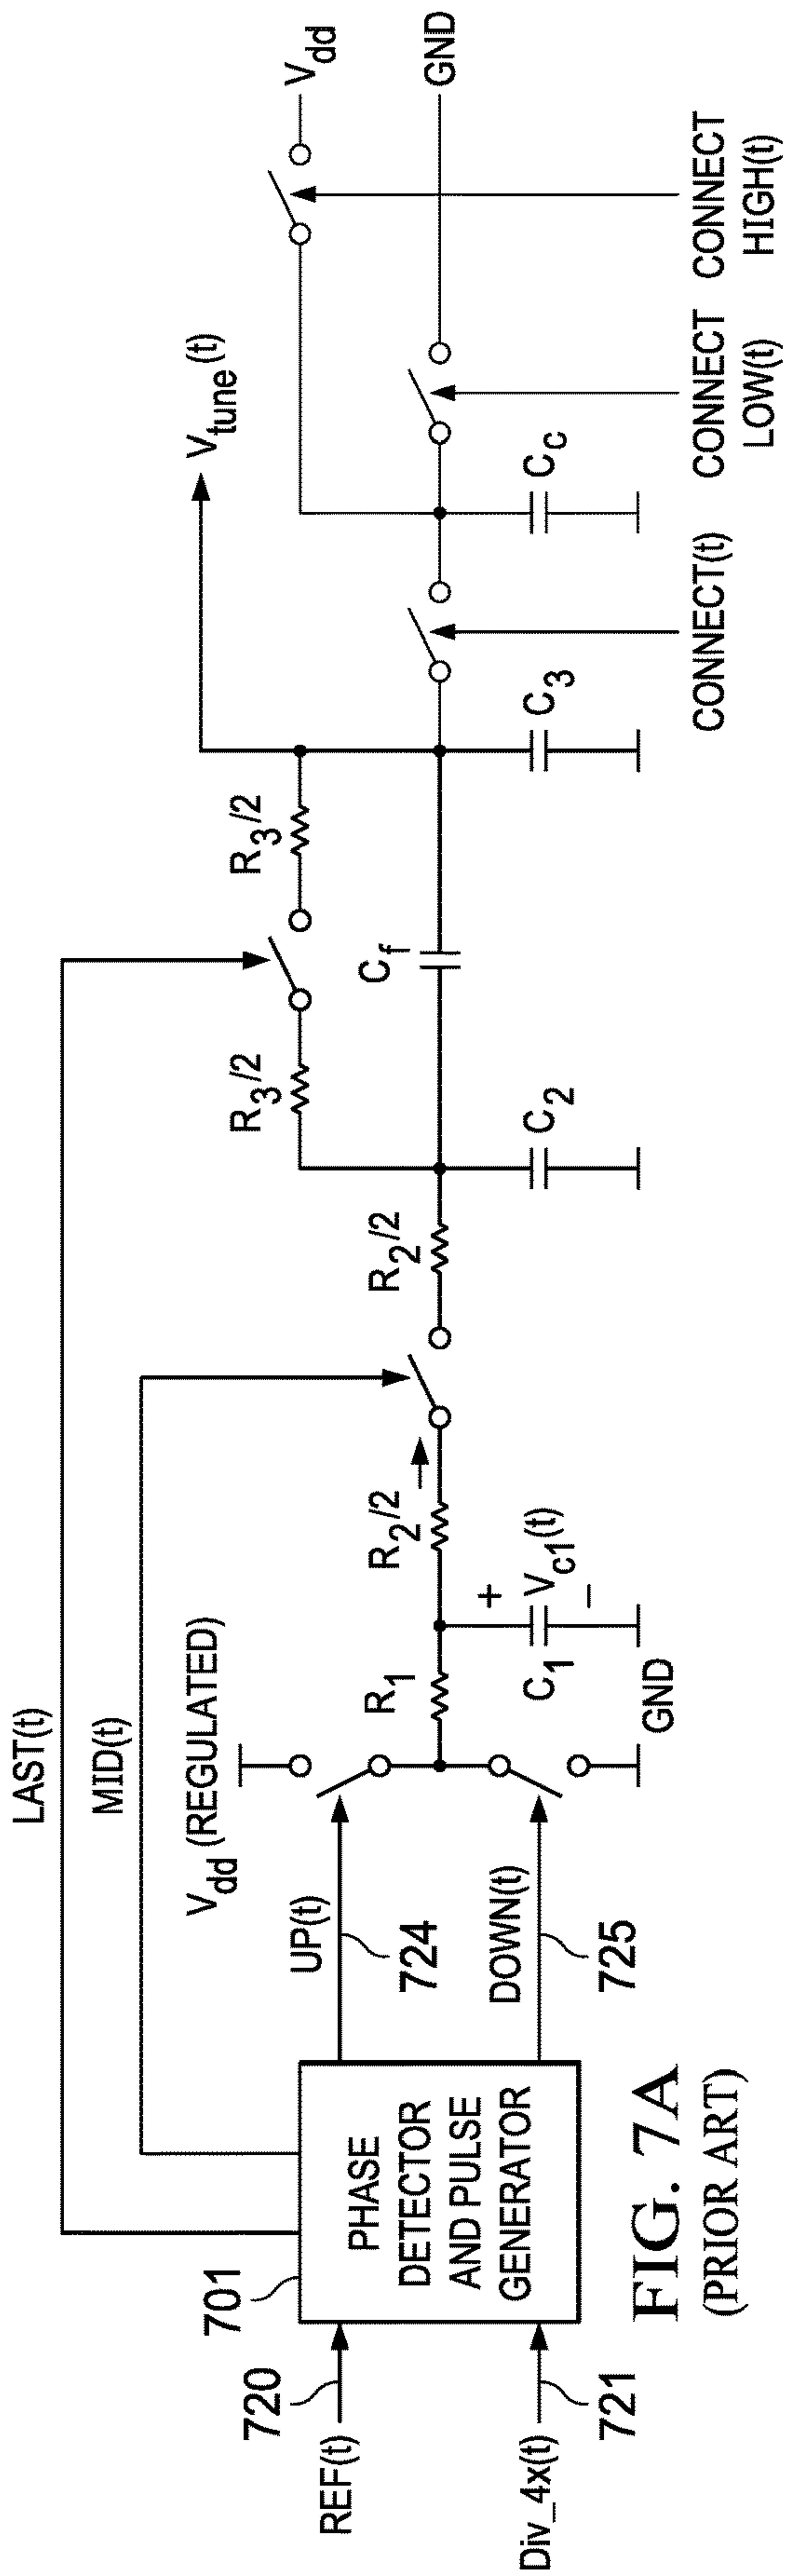 LAST(t)
MID(t)
Vdd (REGULATED)
UP(t)
724
DOWN(t)
725
701
PHASE
DETECTOR
AND PULSE
GENERATOR
720
REF(t)
721
Div_4x(t)
R1
C1
+
Vc1(t)
–
GND
R2/2
R2/2
C2
R3/2
R3/2
Cf
C3
Vtune(t)
CONNECT(t)
Cc
CONNECT
LOW(t)
CONNECT
HIGH(t)
Vdd
GND
FIG. 7A
(PRIOR ART)